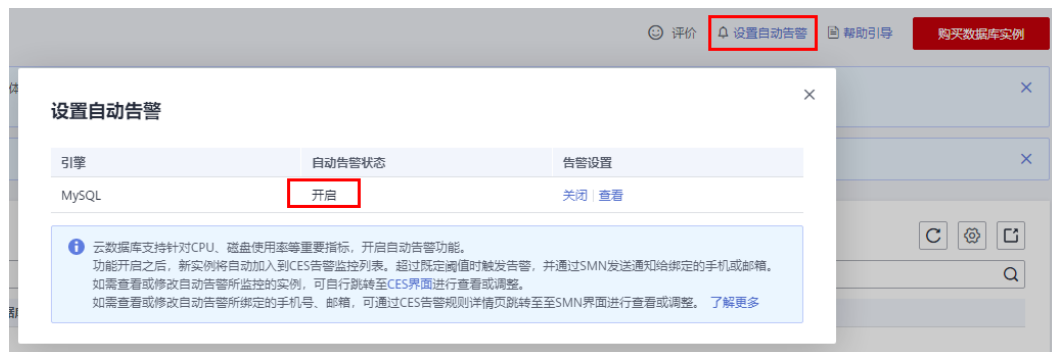 评价 设置自动告警 帮助引导 购买数据库实例
设置自动告警
引擎 自动告警状态 告警设置
MySQL 开启 关闭 | 查看
云数据库支持针对CPU、磁盘使用率等重要指标，开启自动告警功能。
功能开启之后，新实例将自动加入到CES告警监控列表。超过既定阈值时触发告警，并通过SMN发送通知给绑定的手机或邮箱。
如需查看或修改自动告警所监控的实例，可自行跳转至CES界面进行查看或调整。
如需查看或修改自动告警所绑定的手机号、邮箱，可通过CES告警规则详情页跳转至至SMN界面进行查看或调整。 了解更多